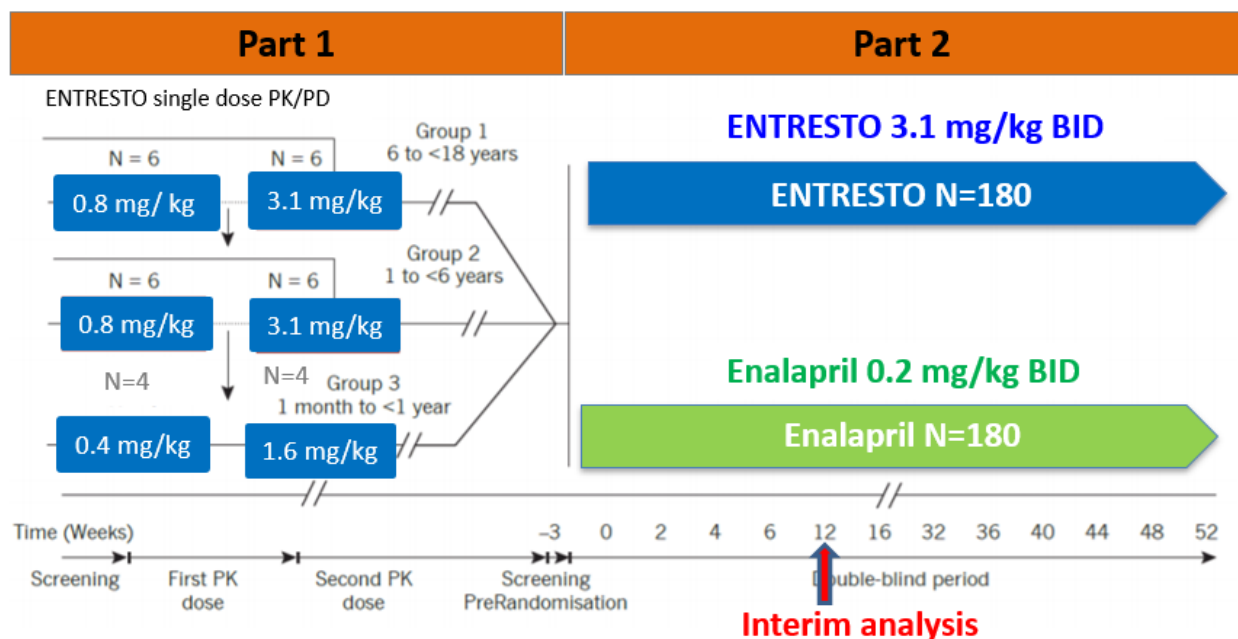 Part 1
Part 2
ENTRESTO single dose PK/PD
Group 1
6 to <18 years
N = 6
N = 6
0.8 mg/ kg
3.1 mg/kg
Group 2
1 to <6 years
N = 6
N = 6
0.8 mg/kg
3.1 mg/kg
N=4
N=4
Group 3
1 month to <1 year
0.4 mg/kg
1.6 mg/kg
ENTRESTO 3.1 mg/kg BID
ENTRESTO N=180
Enalapril 0.2 mg/kg BID
Enalapril N=180
Time (Weeks) –3 0 2 4 6 12 16 32 36 40 44 48 52
Screening
First PK
dose
Second PK
dose
Screening
PreRandomisation
Double-blind period
Interim analysis